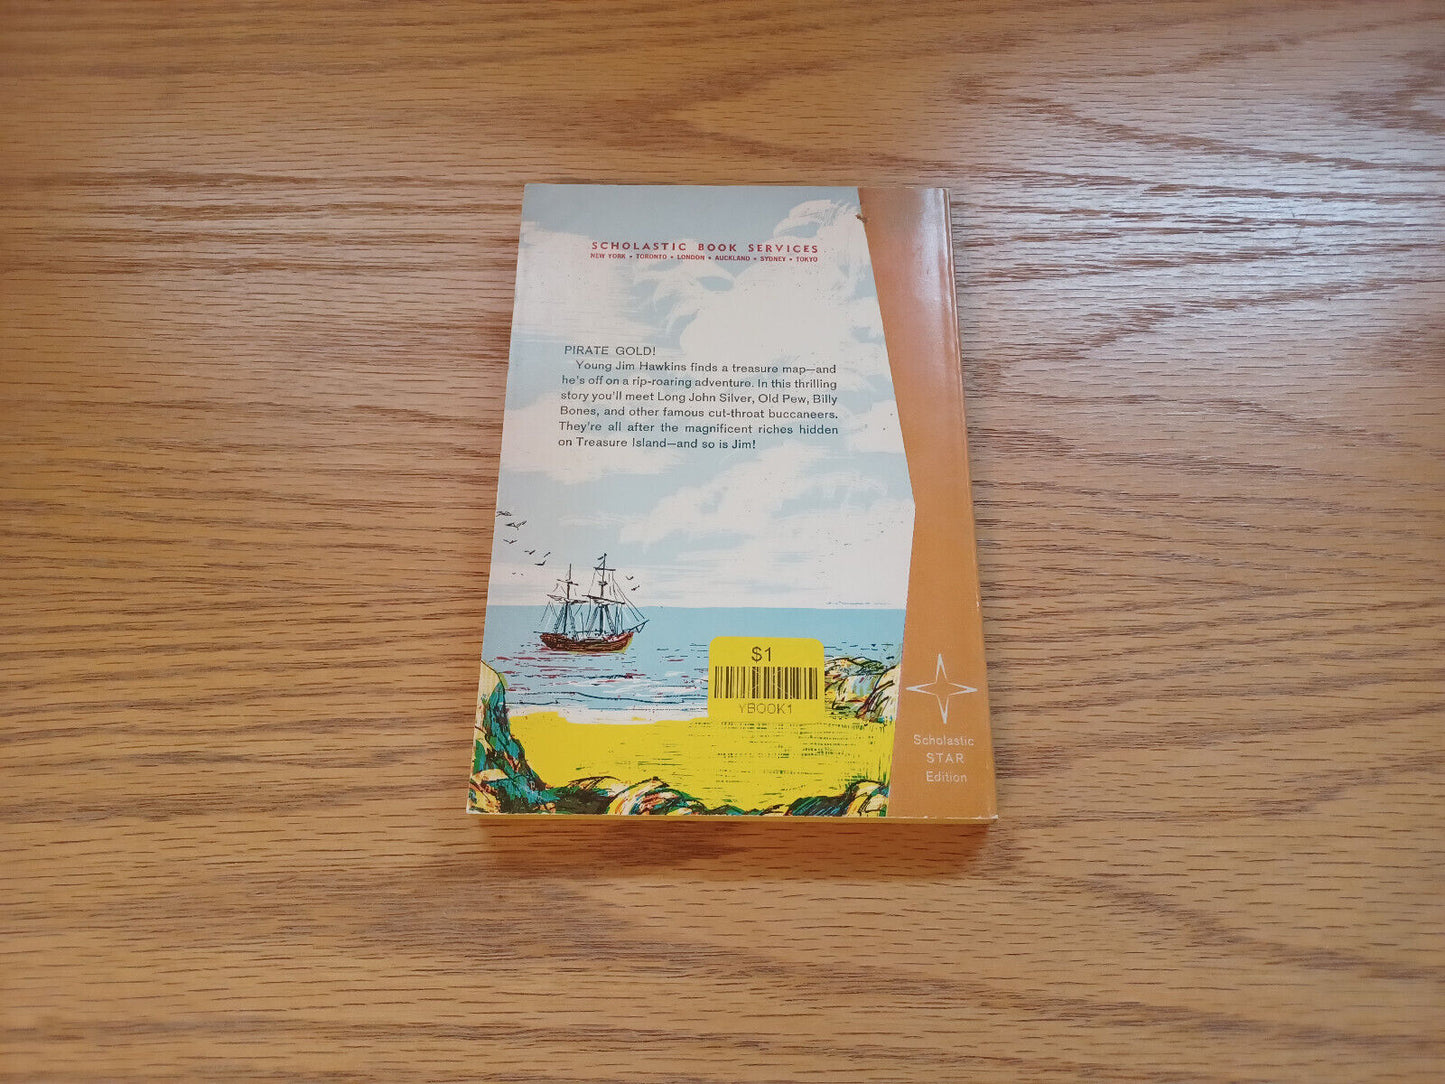 SCHOLASTIC BOOK SERVICES
NEW YORK • TORONTO • LONDON • AUCKLAND • SYDNEY • TOKYO
PIRATE GOLD!
Young Jim Hawkins finds a treasure map—and
he's off on a rip-roaring adventure. In this thrilling
story you'll meet Long John Silver, Old Pew, Billy
Bones, and other famous cut-throat buccaneers.
They're all after the magnificent riches hidden
on Treasure Island—and so is Jim!
$1
YBOOK1
Scholastic
STAR
Edition